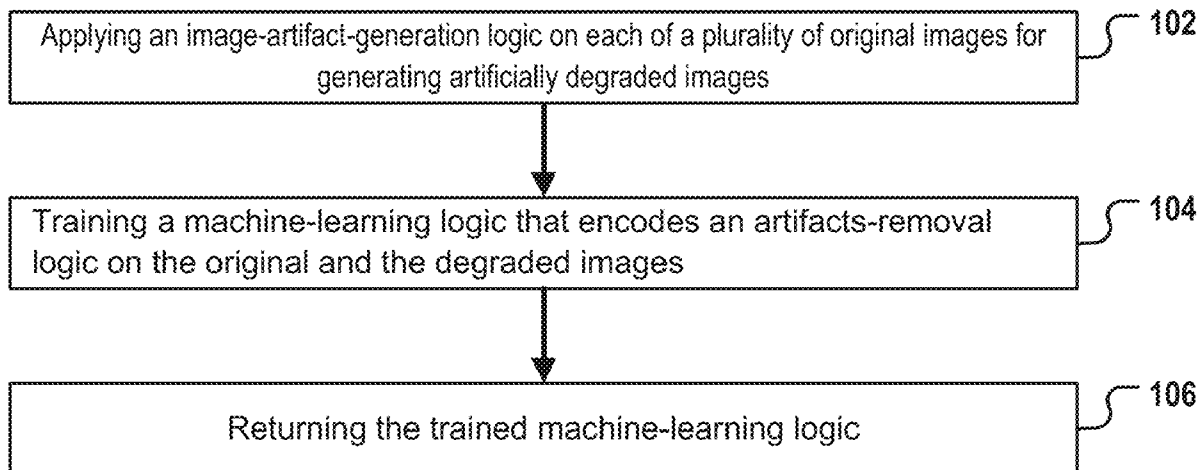 Applying an image-artifact-generation logic on each of a plurality of original images for
generating artificially degraded images
102
Training a machine-learning logic that encodes an artifacts-removal
logic on the original and the degraded images
104
Returning the trained machine-learning logic
106